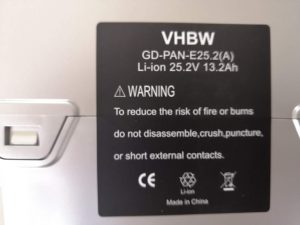 VHBW
GD-PAN-E25.2(A)
Li-ion 25.2V 13.2Ah
⚠ WARNING
To reduce the risk of fire or burns
do not disassemble,crush,puncture,
or short external contacts.
CE
Li-ion
Made in China